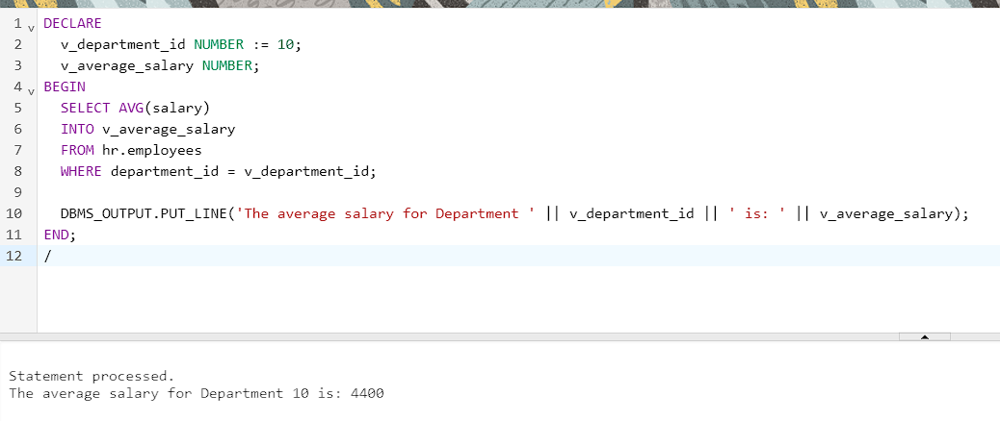 1 DECLARE
2 v_department_id NUMBER := 10;
3 v_average_salary NUMBER;
4 BEGIN
5 SELECT AVG(salary)
6 INTO v_average_salary
7 FROM hr.employees
8 WHERE department_id = v_department_id;
9
10 DBMS_OUTPUT.PUT_LINE('The average salary for Department ' || v_department_id || ' is: ' || v_average_salary);
11 END;
12 /
Statement processed.
The average salary for Department 10 is: 4400